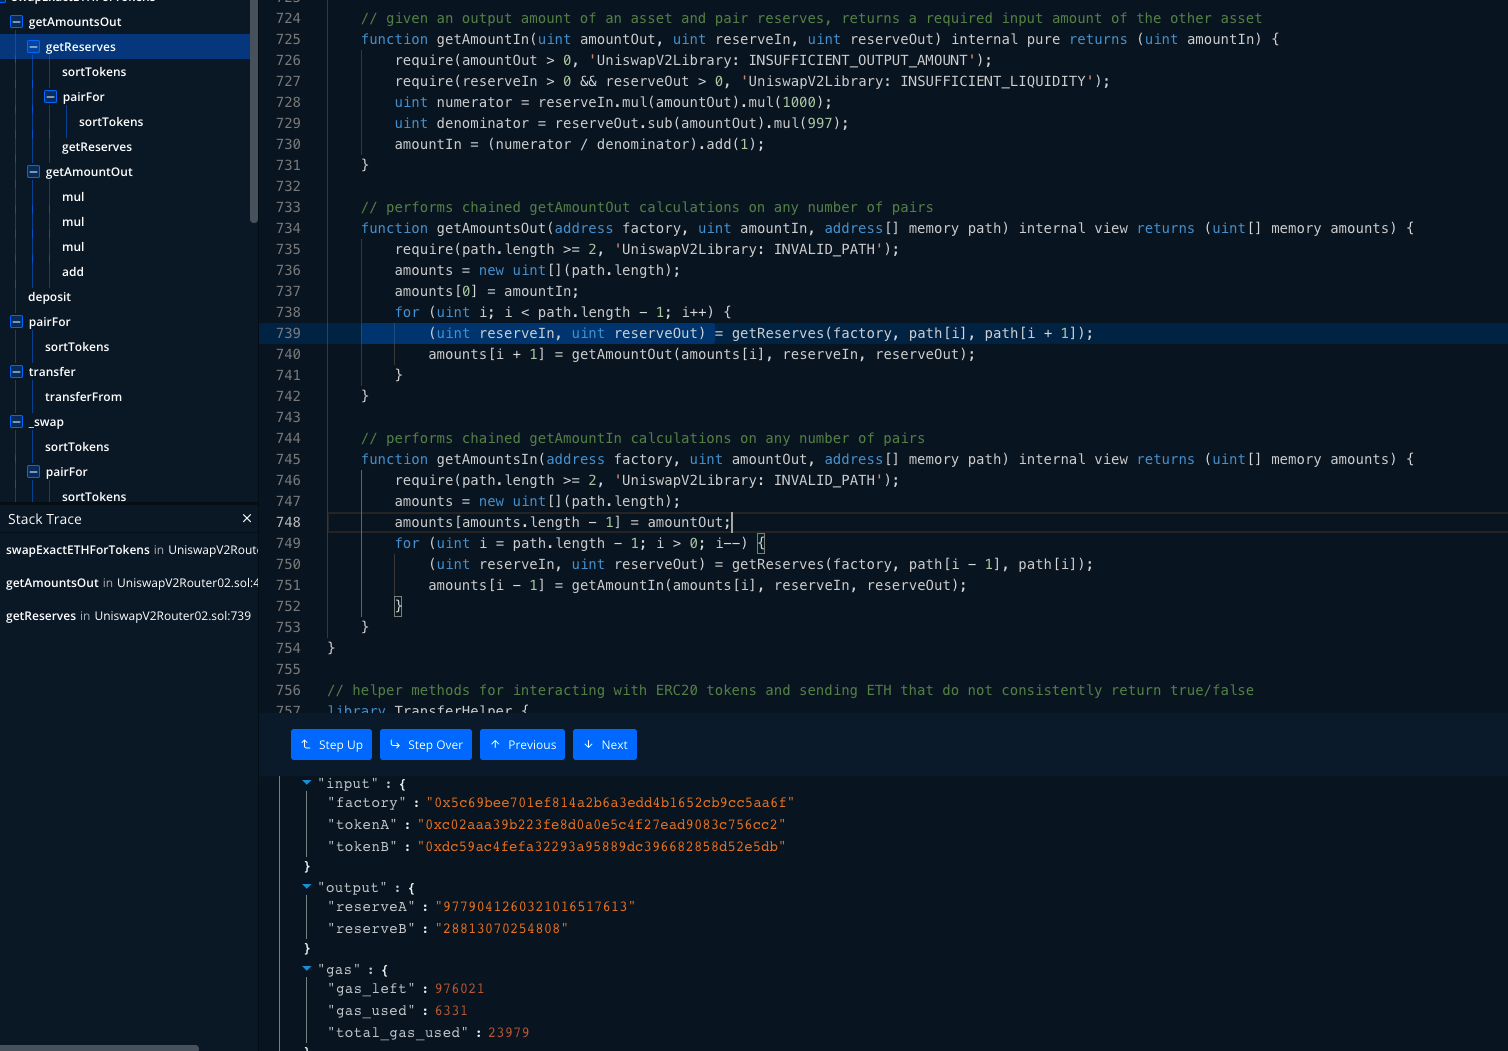 getAmountsOut
getReserves
sortTokens
pairFor
sortTokens
getReserves
getAmountOut
mul
mul
mul
add
deposit
pairFor
sortTokens
transfer
transferFrom
_swap
sortTokens
pairFor
sortTokens
Stack Trace ×
swapExactETHForTokens in UniswapV2Route
getAmountsOut in UniswapV2Router02.sol:4
getReserves in UniswapV2Router02.sol:739
724 // given an output amount of an asset and pair reserves, returns a required input amount of the other asset
725 function getAmountIn(uint amountOut, uint reserveIn, uint reserveOut) internal pure returns (uint amountIn) {
726 require(amountOut > 0, 'UniswapV2Library: INSUFFICIENT_OUTPUT_AMOUNT');
727 require(reserveIn > 0 && reserveOut > 0, 'UniswapV2Library: INSUFFICIENT_LIQUIDITY');
728 uint numerator = reserveIn.mul(amountOut).mul(1000);
729 uint denominator = reserveOut.sub(amountOut).mul(997);
730 amountIn = (numerator / denominator).add(1);
731 }
732
733 // performs chained getAmountOut calculations on any number of pairs
734 function getAmountsOut(address factory, uint amountIn, address[] memory path) internal view returns (uint[] memory amounts) {
735 require(path.length >= 2, 'UniswapV2Library: INVALID_PATH');
736 amounts = new uint[](path.length);
737 amounts[0] = amountIn;
738 for (uint i; i < path.length - 1; i++) {
739 (uint reserveIn, uint reserveOut) = getReserves(factory, path[i], path[i + 1]);
740 amounts[i + 1] = getAmountOut(amounts[i], reserveIn, reserveOut);
741 }
742 }
743
744 // performs chained getAmountIn calculations on any number of pairs
745 function getAmountsIn(address factory, uint amountOut, address[] memory path) internal view returns (uint[] memory amounts) {
746 require(path.length >= 2, 'UniswapV2Library: INVALID_PATH');
747 amounts = new uint[](path.length);
748 amounts[amounts.length - 1] = amountOut;
749 for (uint i = path.length - 1; i > 0; i--) {
750 (uint reserveIn, uint reserveOut) = getReserves(factory, path[i - 1], path[i]);
751 amounts[i - 1] = getAmountIn(amounts[i], reserveIn, reserveOut);
752 }
753 }
754 }
755
756 // helper methods for interacting with ERC20 tokens and sending ETH that do not consistently return true/false
757 library TransferHelper {
Step Up Step Over Previous Next
"input" : {
"factory" : "0x5c69bee701ef814a2b6a3edd4b1652cb9cc5aa6f"
"tokenA" : "0xc02aaa39b223fe8d0a0e5c4f27ead9083c756cc2"
"tokenB" : "0xdc59ac4fefa32293a95889dc396682858d52e5db"
}
"output" : {
"reserveA" : "9779041260321016517613"
"reserveB" : "28813070254808"
}
"gas" : {
"gas_left" : 976021
"gas_used" : 6331
"total_gas_used" : 23979